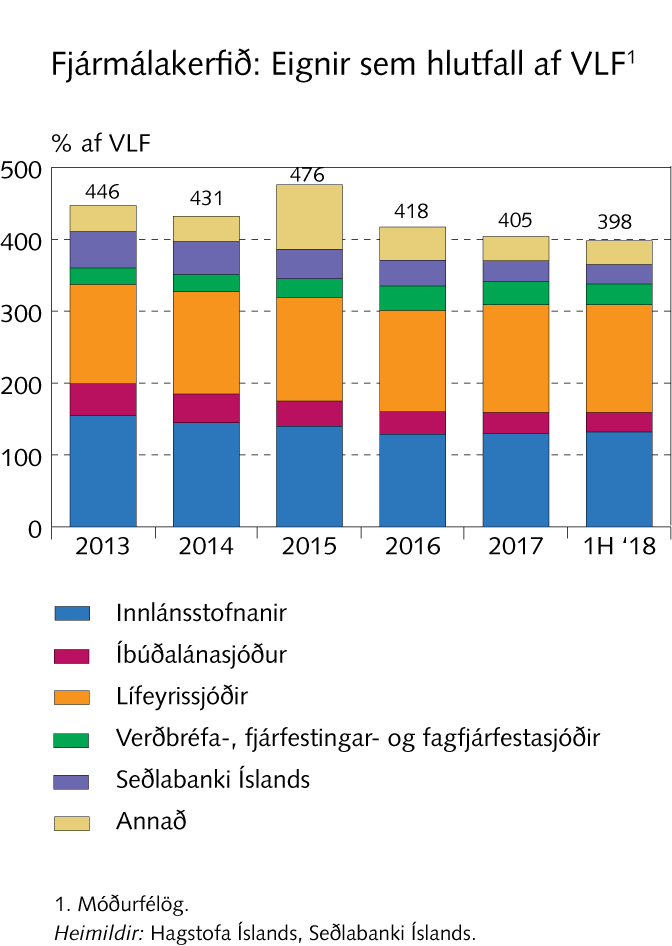 Fjármálakerfið: Eignir sem hlutfall af VLF¹
% af VLF
500
400
300
200
100
0
446
431
476
418
405
398
2013
2014
2015
2016
2017
1H ‘18
Innlánsstofnanir
Íbúðalánasjóður
Lífeyrissjóðir
Verðbréfa-, fjárfestingar- og fagfjárfestasjóðir
Seðlabanki Íslands
Annað
1. Móðurfélög.
Heimildir: Hagstofa Íslands, Seðlabanki Íslands.